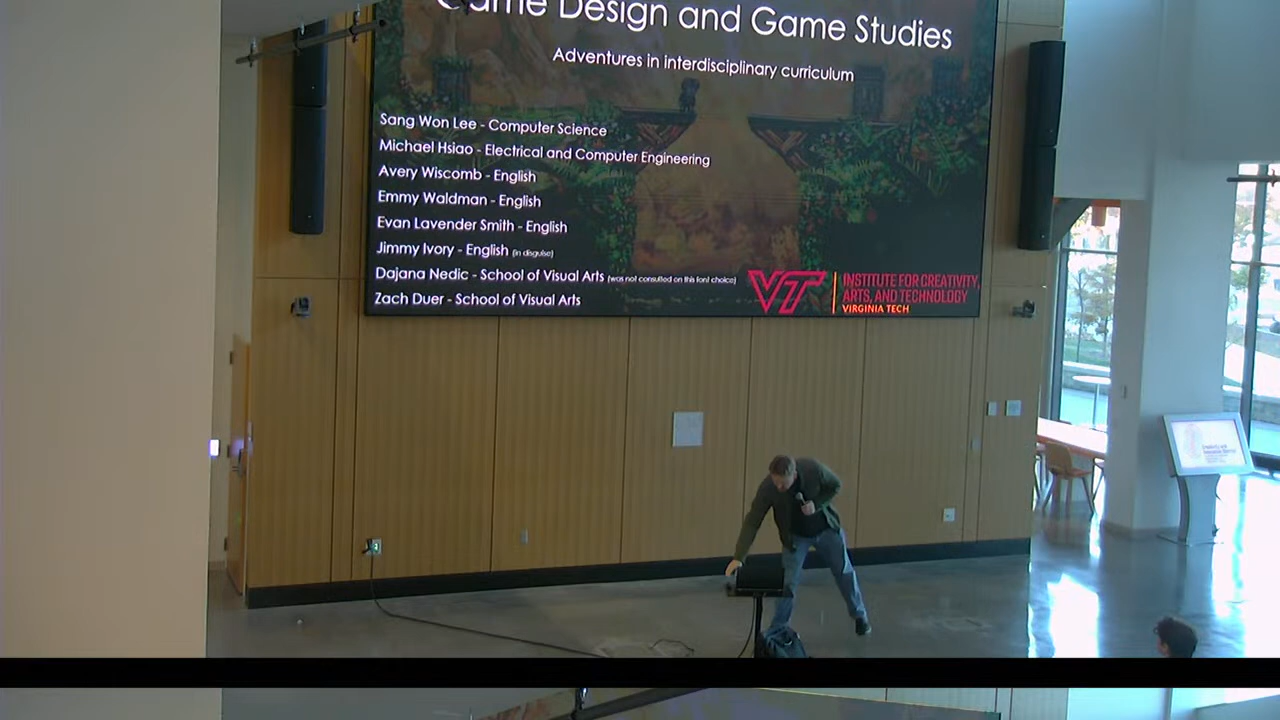 Game Design and Game Studies
Adventures in interdisciplinary curriculum
Sang Won Lee - Computer Science
Michael Hsiao - Electrical and Computer Engineering
Avery Wiscomb - English
Emmy Waldman - English
Evan Lavender Smith - English
Jimmy Ivory - English (in disguise)
Dajana Nedic - School of Visual Arts (was not consulted on this font choice)
Zach Duer - School of Visual Arts
VT
INSTITUTE FOR CREATIVITY,
ARTS, AND TECHNOLOGY
VIRGINIA TECH